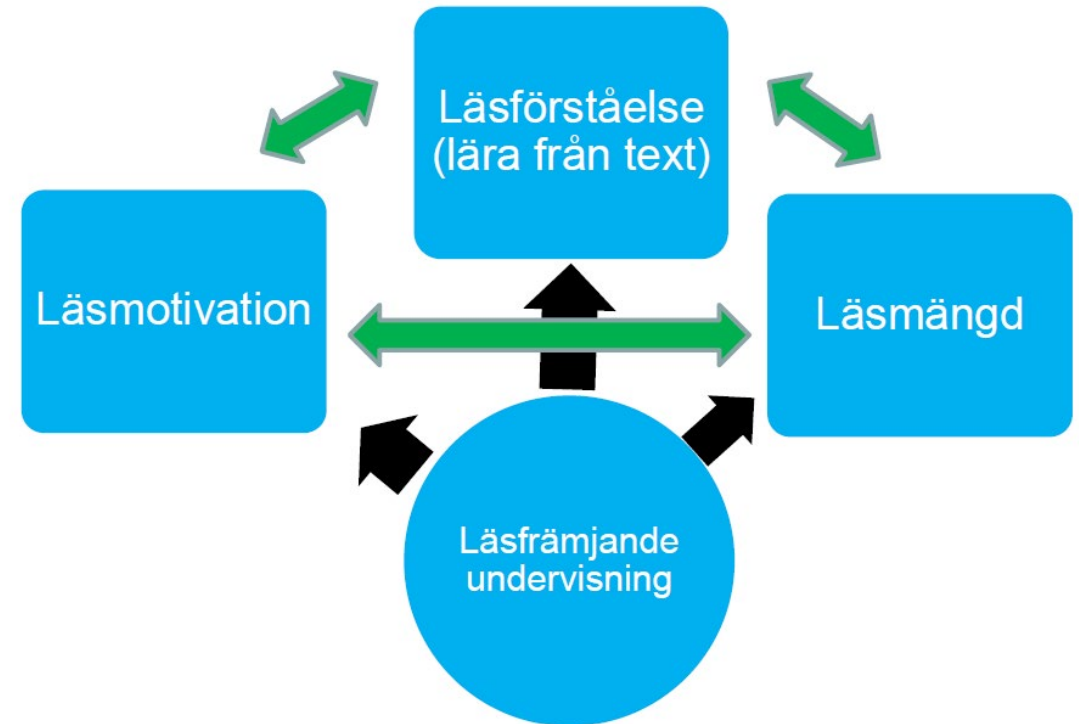 Läsförståelse
(lära från text)
Läsmotivation
Läsmängd
Läsfrämjande
undervisning